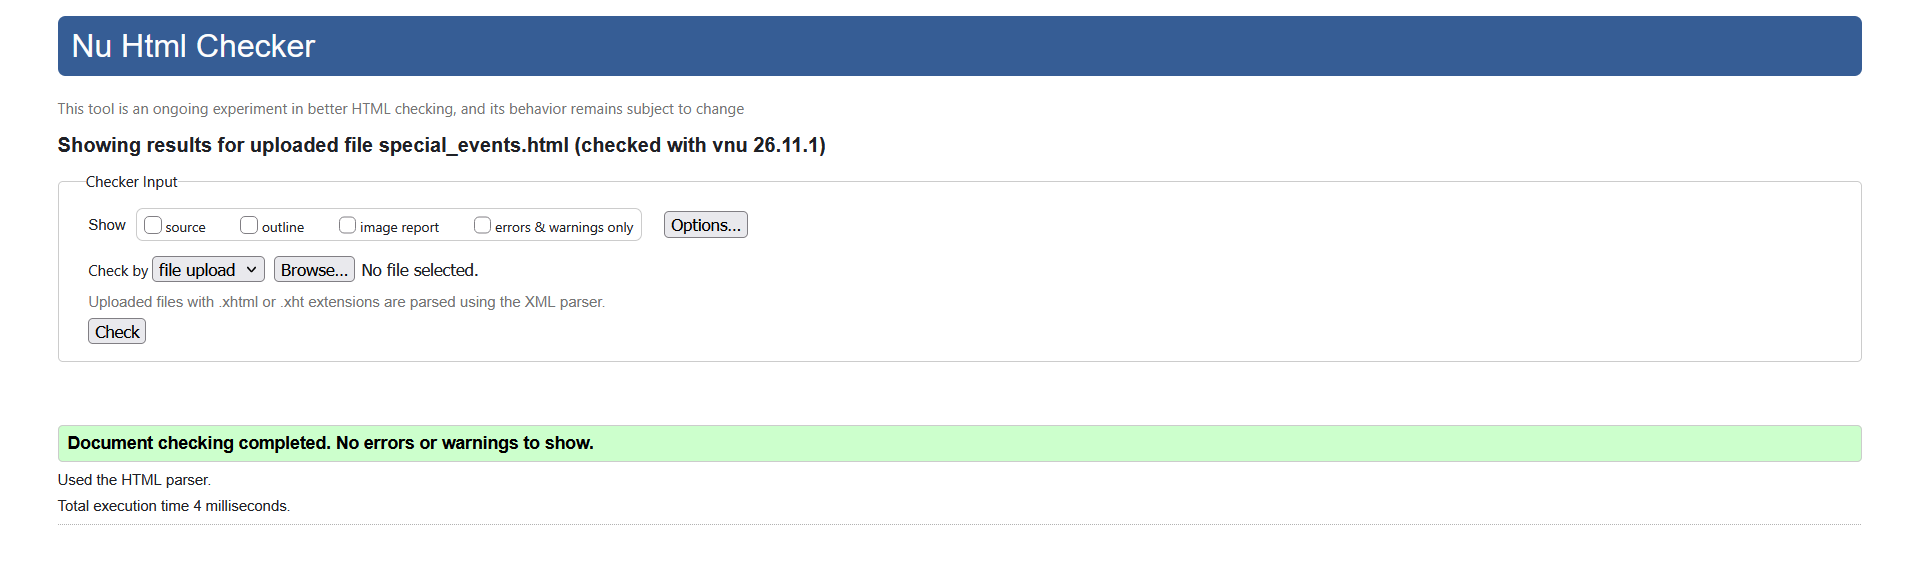 Nu Html Checker
This tool is an ongoing experiment in better HTML checking, and its behavior remains subject to change
Showing results for uploaded file special_events.html (checked with vnu 26.11.1)
Checker Input
Show source outline image report errors & warnings only Options...
Check by file upload Browse... No file selected.
Uploaded files with .xhtml or .xht extensions are parsed using the XML parser.
Check
Document checking completed. No errors or warnings to show.
Used the HTML parser.
Total execution time 4 milliseconds.